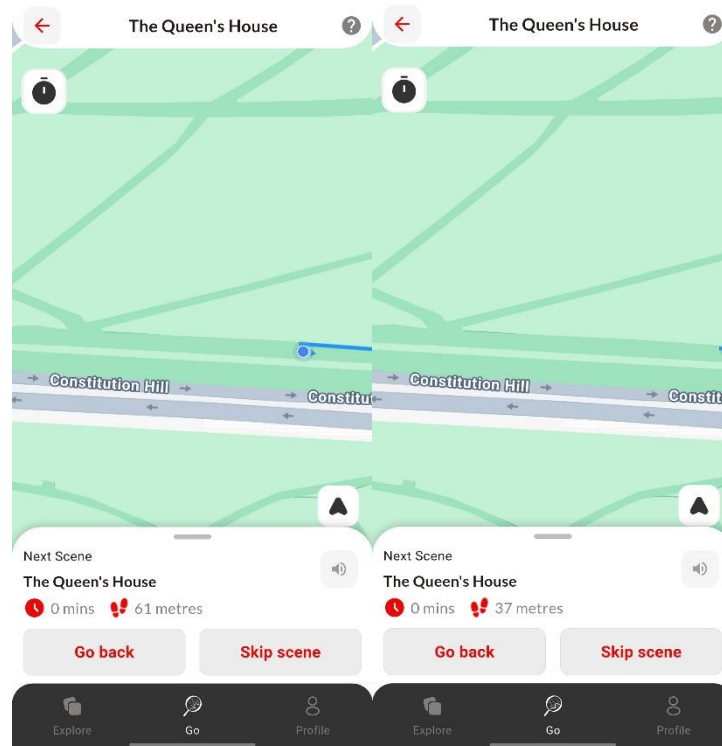 The Queen's House
Constitution Hill
Constitu
Next Scene
The Queen's House
0 mins 61 metres
Go back Skip scene
Explore Go Profile
The Queen's House
Constitution Hill
Constit
Next Scene
The Queen's House
0 mins 37 metres
Go back Skip scene
Explore Go Profile